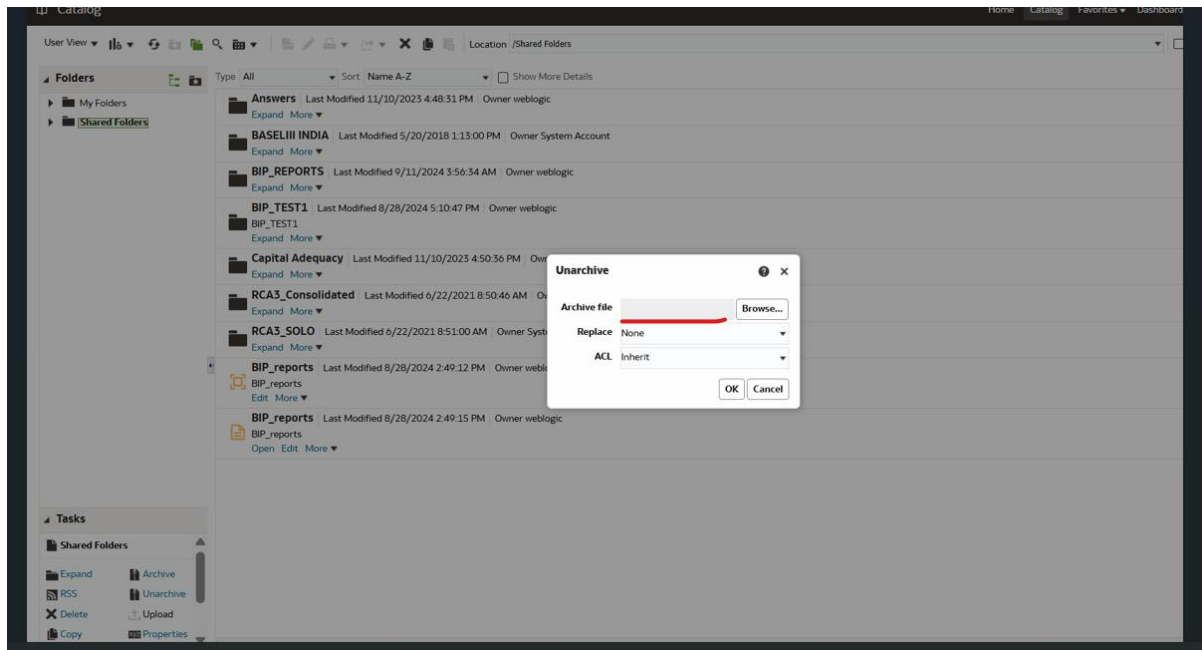 Catalog
Home Catalog Favorites Dashboard
User View Location /Shared Folders
Folders
My Folders
Shared Folders
Type All Sort Name A-Z Show More Details
Answers Last Modified 11/10/2023 4:48:31 PM Owner weblogic
Expand More
BASELIII INDIA Last Modified 5/20/2018 1:13:00 PM Owner System Account
Expand More
BIP_REPORTS Last Modified 9/11/2024 3:56:34 AM Owner weblogic
Expand More
BIP_TEST1 Last Modified 8/28/2024 5:10:47 PM Owner weblogic
BIP_TEST1
Expand More
Capital Adequacy Last Modified 11/10/2023 4:50:36 PM
Expand More
RCA3_Consolidated Last Modified 6/22/2021 8:50:46 AM
Expand More
RCA3_SOLO Last Modified 6/22/2021 8:51:00 AM Owner Syst
Expand More
BIP_reports Last Modified 8/28/2024 2:49:12 PM Owner webl
BIP_reports
Edit More
BIP_reports Last Modified 8/28/2024 2:49:15 PM Owner weblogic
BIP_reports
Open Edit More
Unarchive
Archive file Browse...
Replace None
ACL Inherit
OK Cancel
Tasks
Shared Folders
Expand Archive
RSS Unarchive
Delete Upload
Copy Properties